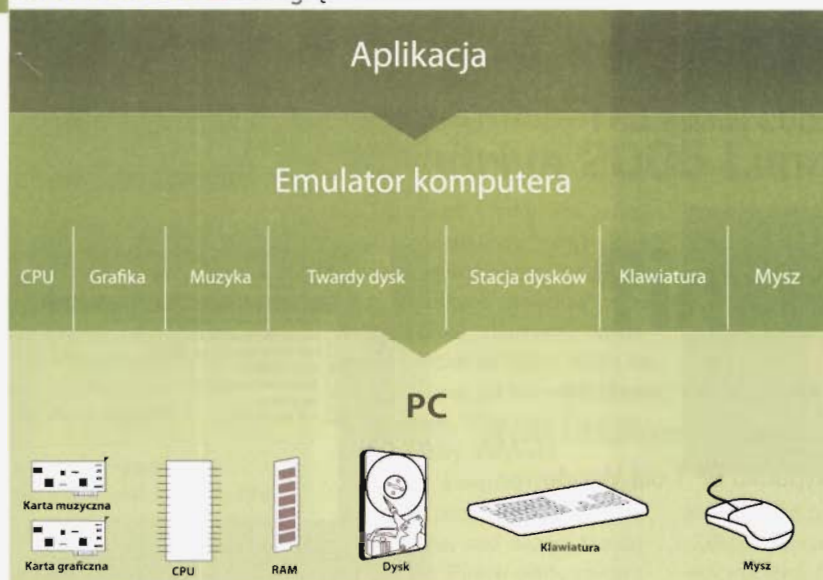 Aplikacja
Emulator komputera
CPU Grafika Muzyka Twardy dysk Stacja dysków Klawiatura Mysz
PC
Karta muzyczna
Karta graficzna
CPU
RAM
Dysk
Klawiatura
Mysz